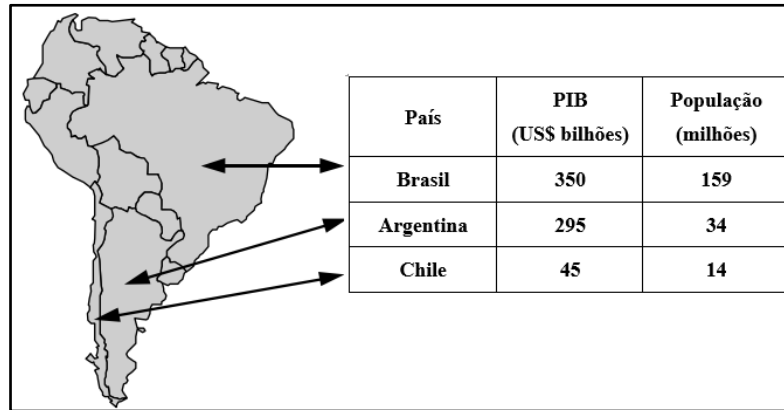 País PIB População
(US$ bilhões) (milhões)
Brasil 350 159
Argentina 295 34
Chile 45 14